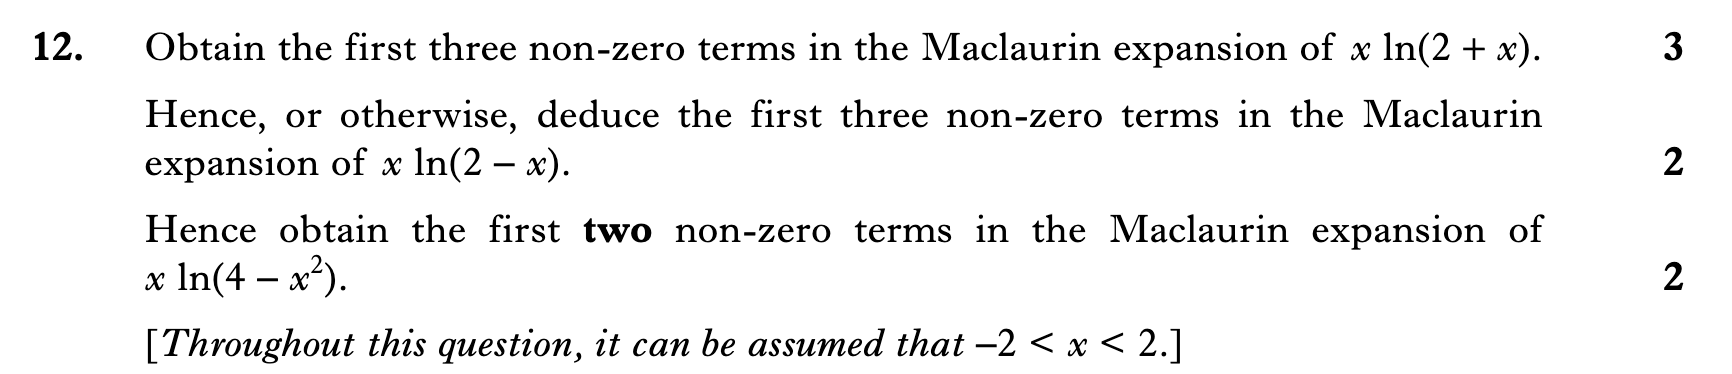 12. Obtain the first three non-zero terms in the Maclaurin expansion of x ln(2 + x). 3
Hence, or otherwise, deduce the first three non-zero terms in the Maclaurin
expansion of x ln(2 – x). 2
Hence obtain the first two non-zero terms in the Maclaurin expansion of
x ln(4 – x²). 2
[Throughout this question, it can be assumed that –2 < x < 2.]